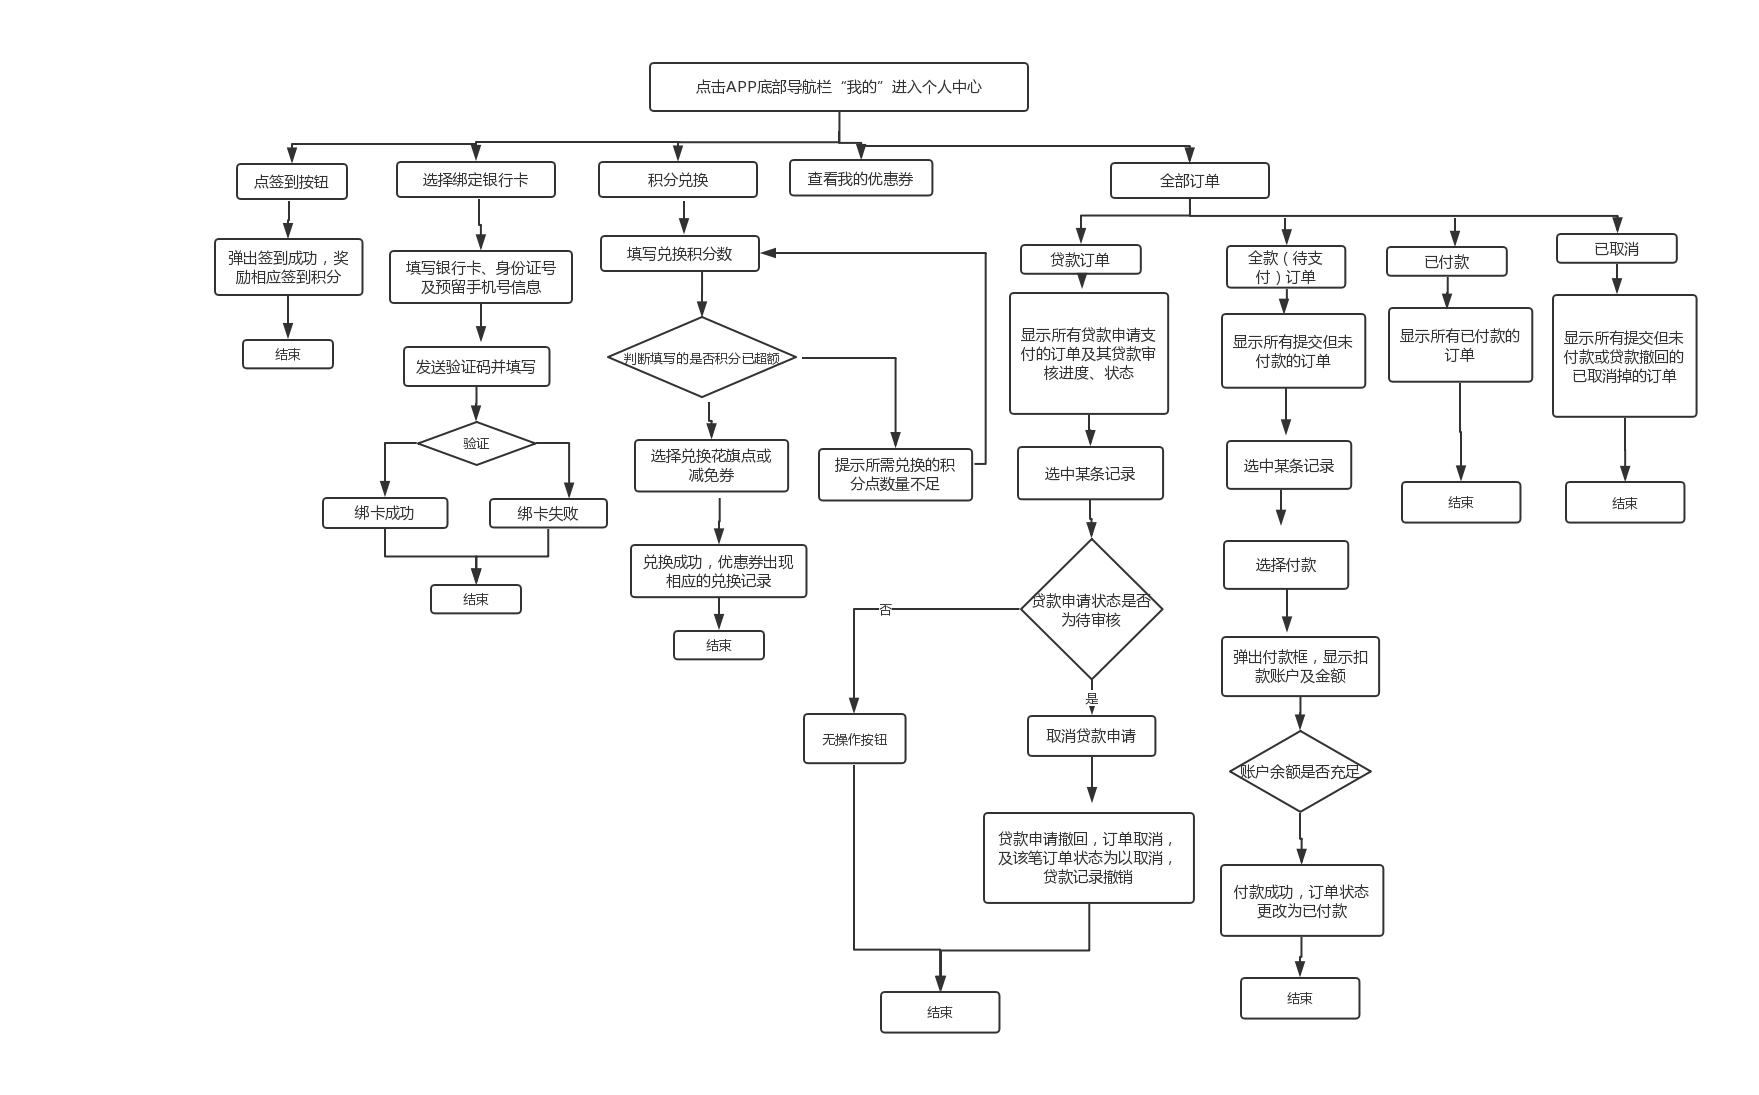 点击APP底部导航栏“我的”进入个人中心
点签到按钮
选择绑定银行卡
积分兑换
查看我的优惠券
全部订单
弹出签到成功，奖
励相应签到积分
结束
填写银行卡、身份证号
及预留手机号信息
发送验证码并填写
验证
绑卡成功
绑卡失败
结束
填写兑换积分数
判断填写的是否积分已超额
选择兑换花旗点或
减免券
提示所需兑换的积
分点数量不足
兑换成功，优惠券出现
相应的兑换记录
结束
贷款订单
显示所有贷款申请支
付的订单及其贷款审
核进度、状态
选中某条记录
贷款申请状态是否
为待审核
否
是
无操作按钮
取消贷款申请
贷款申请撤回，订单取消，
及该笔订单状态为以取消，
贷款记录撤销
结束
全款（待支
付）订单
显示所有提交但未
付款的订单
选中某条记录
选择付款
弹出付款框，显示扣
款账户及金额
账户余额是否充足
付款成功，订单状态
更改为已付款
结束
已付款
显示所有已付款的
订单
结束
已取消
显示所有提交但未
付款或贷款撤回的
已取消掉的订单
结束